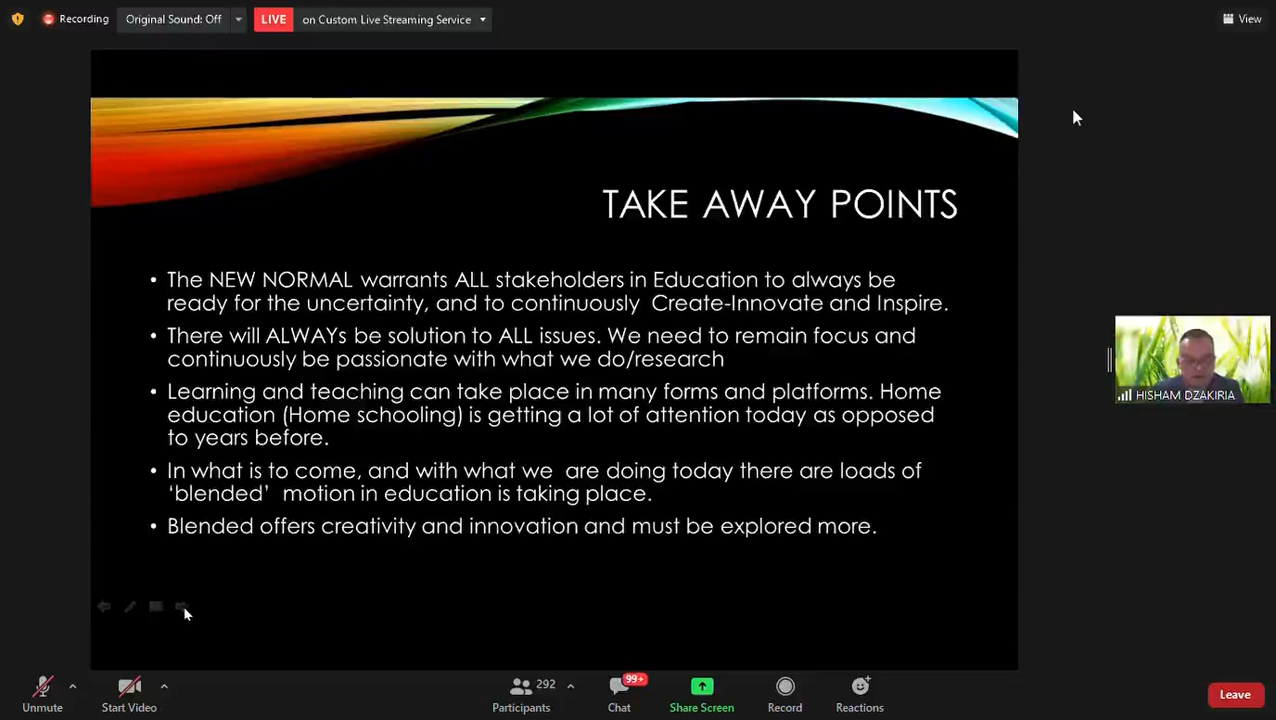 Recording
Original Sound: Off
LIVE
on Custom Live Streaming Service
View
TAKE AWAY POINTS
• The NEW NORMAL warrants ALL stakeholders in Education to always be
ready for the uncertainty, and to continuously Create-Innovate and Inspire.
• There will ALWAYs be solution to ALL issues. We need to remain focus and
continuously be passionate with what we do/research
• Learning and teaching can take place in many forms and platforms. Home
education (Home schooling) is getting a lot of attention today as opposed
to years before.
• In what is to come, and with what we are doing today there are loads of
‘blended’ motion in education is taking place.
• Blended offers creativity and innovation and must be explored more.
HISHAM DZAKIRIA
Unmute
Start Video
292
Participants
99+
Chat
Share Screen
Record
Reactions
Leave